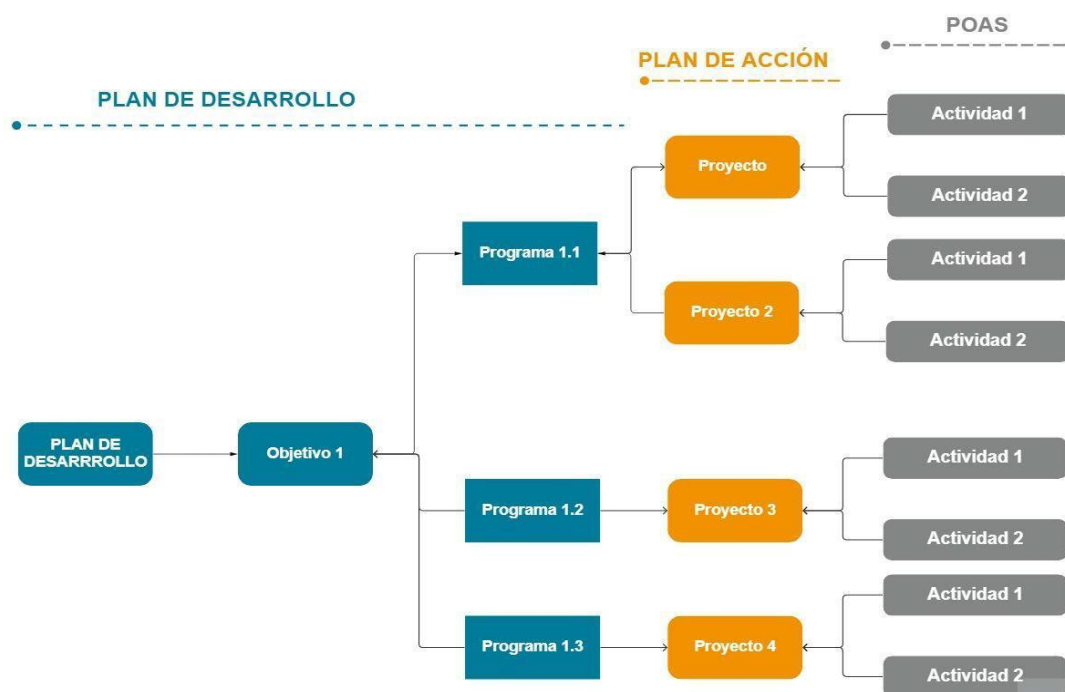 POAS
PLAN DE ACCIÓN
PLAN DE DESARROLLO
Actividad 1
Proyecto
Actividad 2
Programa 1.1
Actividad 1
Proyecto 2
Actividad 2
PLAN DE
DESARRROLLO
Objetivo 1
Actividad 1
Programa 1.2
Proyecto 3
Actividad 2
Actividad 1
Programa 1.3
Proyecto 4
Actividad 2